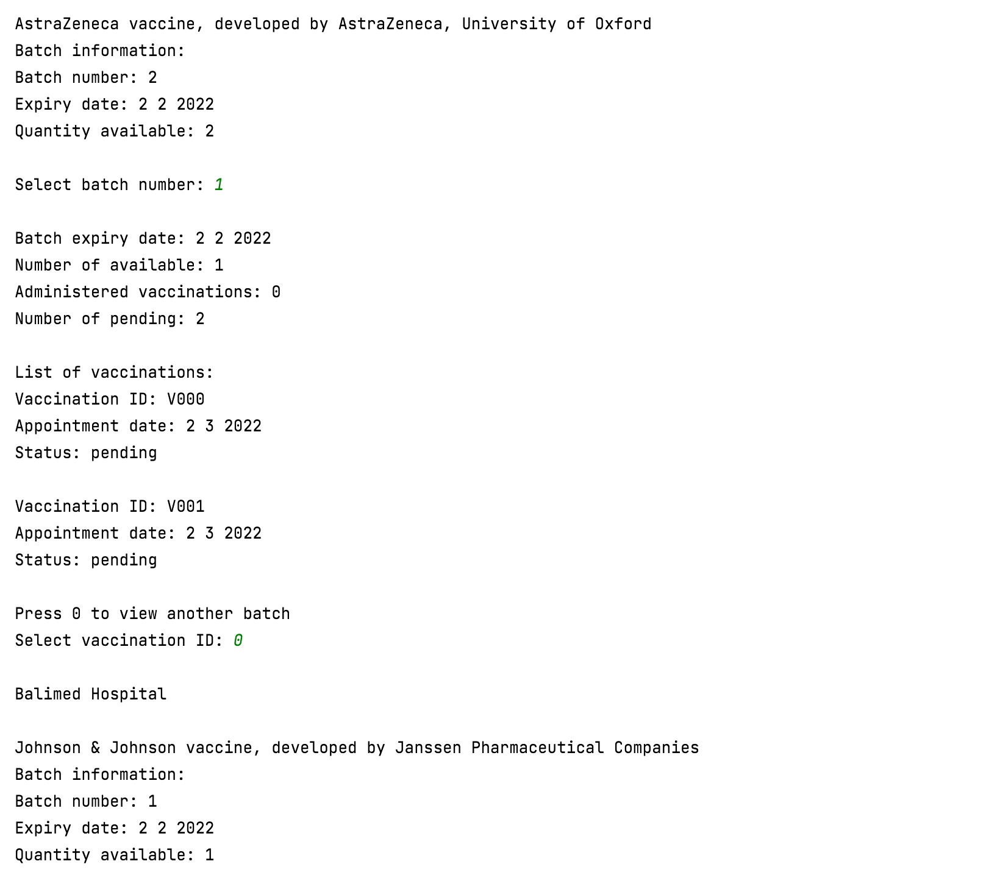 AstraZeneca vaccine, developed by AstraZeneca, University of Oxford
Batch information:
Batch number: 2
Expiry date: 2 2 2022
Quantity available: 2
Select batch number: 1
Batch expiry date: 2 2 2022
Number of available: 1
Administered vaccinations: 0
Number of pending: 2
List of vaccinations:
Vaccination ID: V000
Appointment date: 2 3 2022
Status: pending
Vaccination ID: V001
Appointment date: 2 3 2022
Status: pending
Press 0 to view another batch
Select vaccination ID: 0
Balimed Hospital
Johnson & Johnson vaccine, developed by Janssen Pharmaceutical Companies
Batch information:
Batch number: 1
Expiry date: 2 2 2022
Quantity available: 1